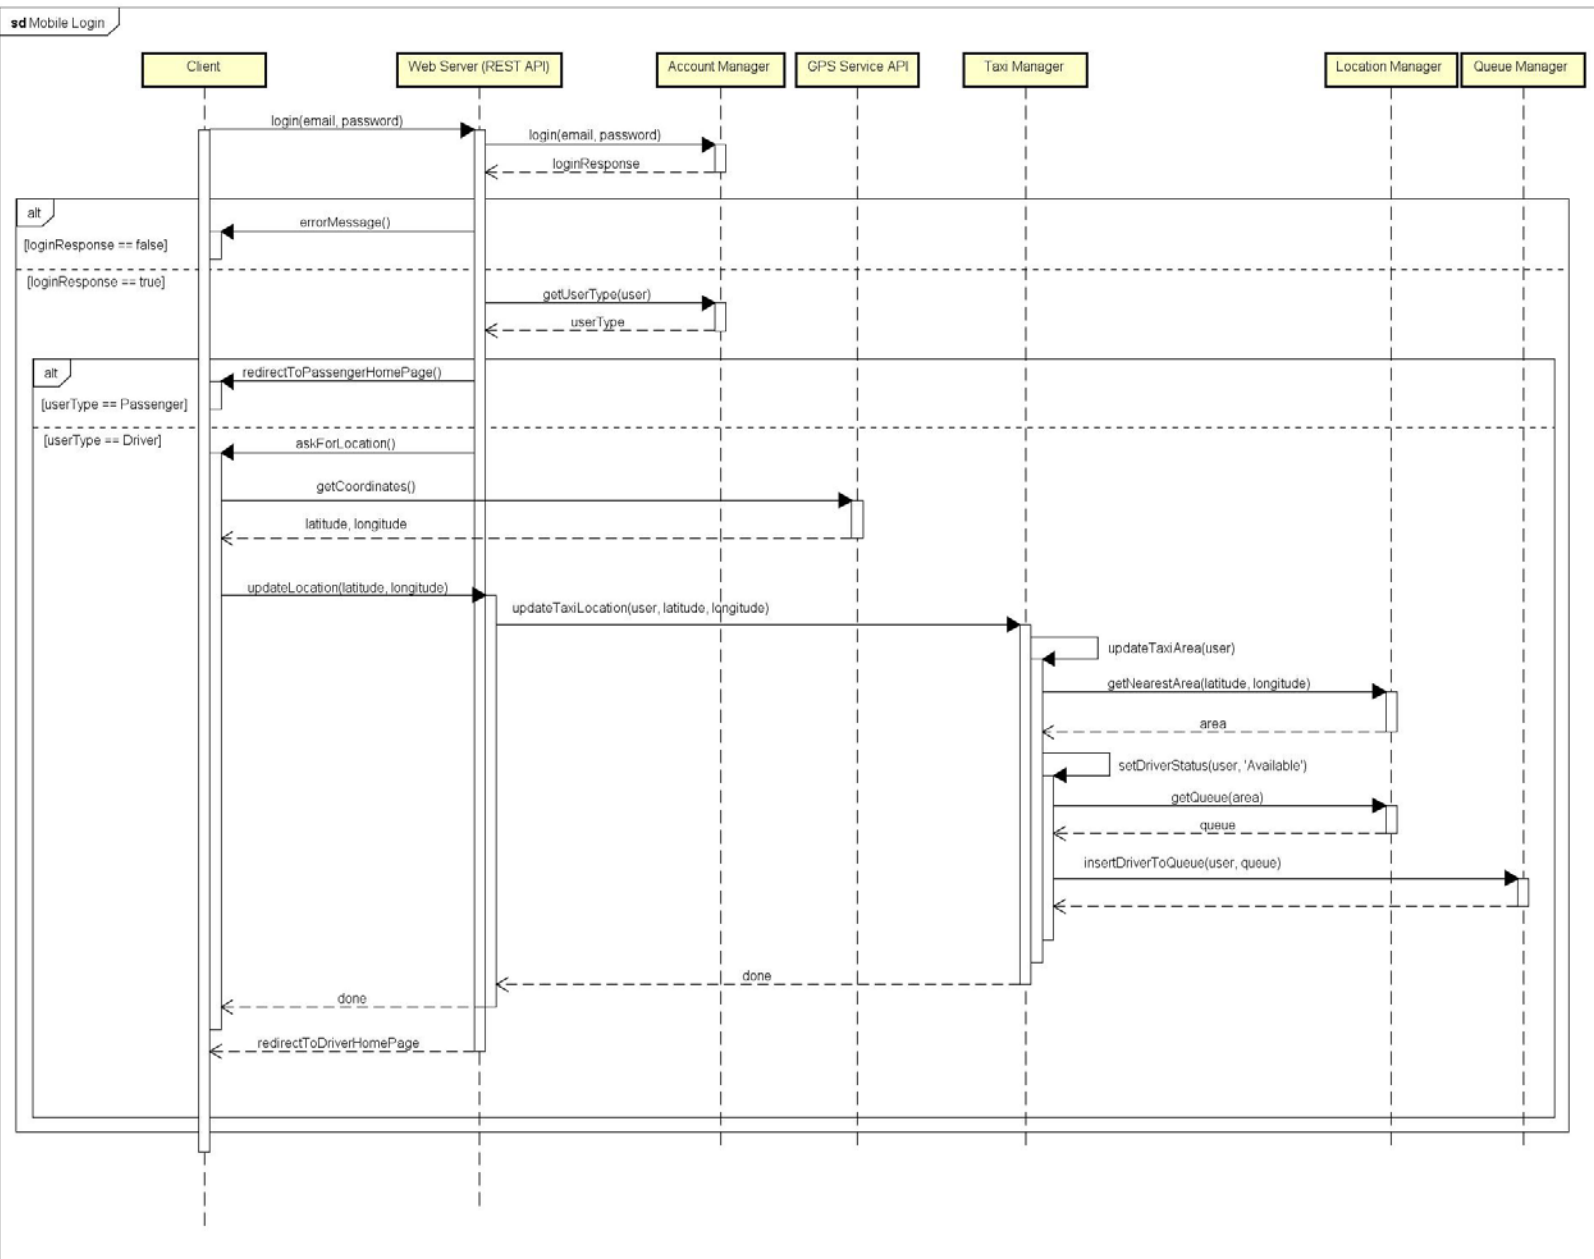 sd Mobile Login
Client
Web Server (REST API)
Account Manager
GPS Service API
Taxi Manager
Location Manager
Queue Manager
login(email, password)
login(email, password)
loginResponse
alt
errorMessage()
[loginResponse == false]
[loginResponse == true]
getUserType(user)
userType
alt
redirectToPassengerHomePage()
[userType == Passenger]
[userType == Driver]
askForLocation()
getCoordinates()
latitude, longitude
updateLocation(latitude, longitude)
updateTaxiLocation(user, latitude, longitude)
updateTaxiArea(user)
getNearestArea(latitude, longitude)
area
setDriverStatus(user, 'Available')
getQueue(area)
queue
insertDriverToQueue(user, queue)
done
done
redirectToDriverHomePage